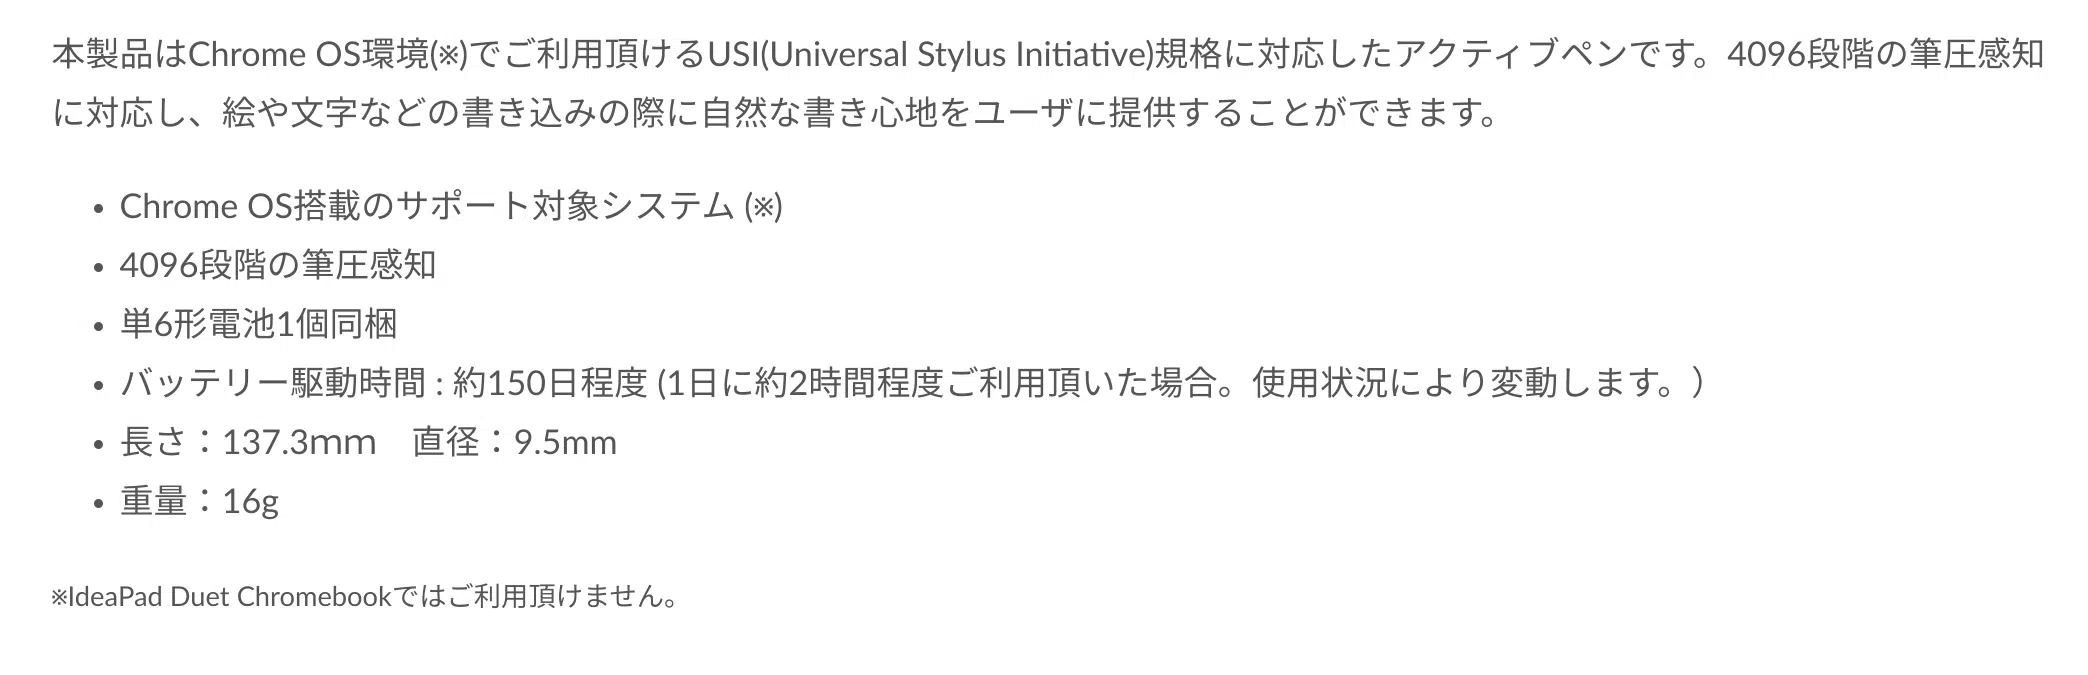 本製品はChrome OS環境(※)でご利用頂けるUSI(Universal Stylus Initiative)規格に対応したアクティブペンです。4096段階の筆圧感知
に対応し、絵や文字などの書き込みの際に自然な書き心地をユーザに提供することができます。
• Chrome OS搭載のサポート対象システム (※)
• 4096段階の筆圧感知
• 単6形電池1個同梱
• バッテリー駆動時間 : 約150日程度 (1日に約2時間程度ご利用頂いた場合。使用状況により変動します。）
• 長さ：137.3mm　直径：9.5mm
• 重量：16g
※IdeaPad Duet Chromebookではご利用頂けません。